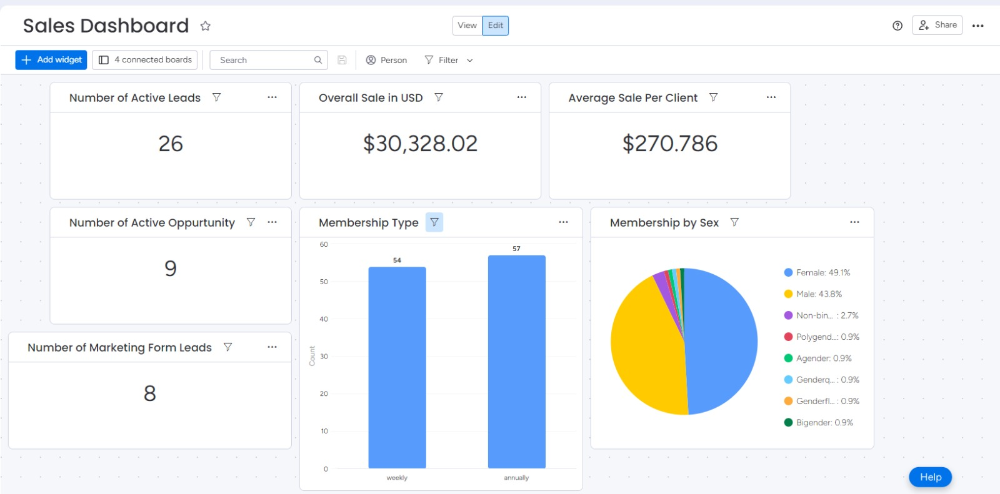 Sales Dashboard
View Edit
Share
Add widget
4 connected boards
Search
Person
Filter
Number of Active Leads
26
Overall Sale in USD
$30,328.02
Average Sale Per Client
$270.786
Number of Active Oppurtunity
9
Number of Marketing Form Leads
8
Membership Type
60
50
40
30
20
10
0
Count
54
57
weekly
annually
Membership by Sex
Female: 49.1%
Male: 43.8%
Non-bin... : 2.7%
Polygend...: 0.9%
Agender: 0.9%
Genderq... : 0.9%
Genderfl... : 0.9%
Bigender: 0.9%
Help